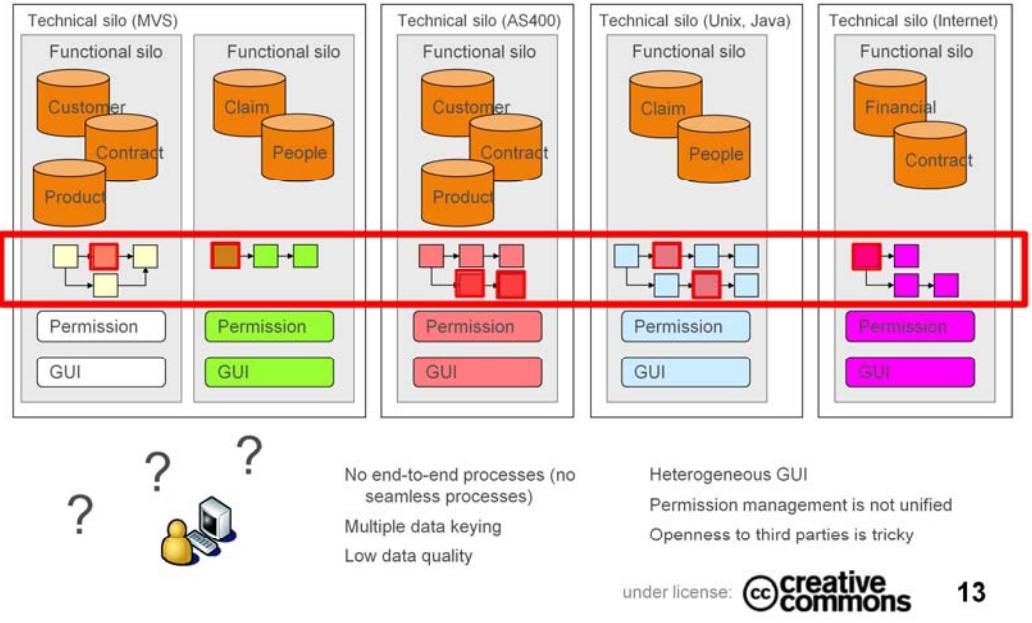 Technical silo (MVS)
Technical silo (AS400)
Technical silo (Unix, Java)
Technical silo (Internet)
Functional silo
Functional silo
Functional silo
Functional silo
Functional silo
Customer
Contract
Product
Claim
People
Customer
Contract
Product
Claim
People
Financial
Contract
Permission
Permission
Permission
Permission
Permission
GUI
GUI
GUI
GUI
GUI
?
?
?
No end-to-end processes (no
seamless processes)
Multiple data keying
Low data quality
Heterogeneous GUI
Permission management is not unified
Openness to third parties is tricky
under license:
cc creative
commons
13